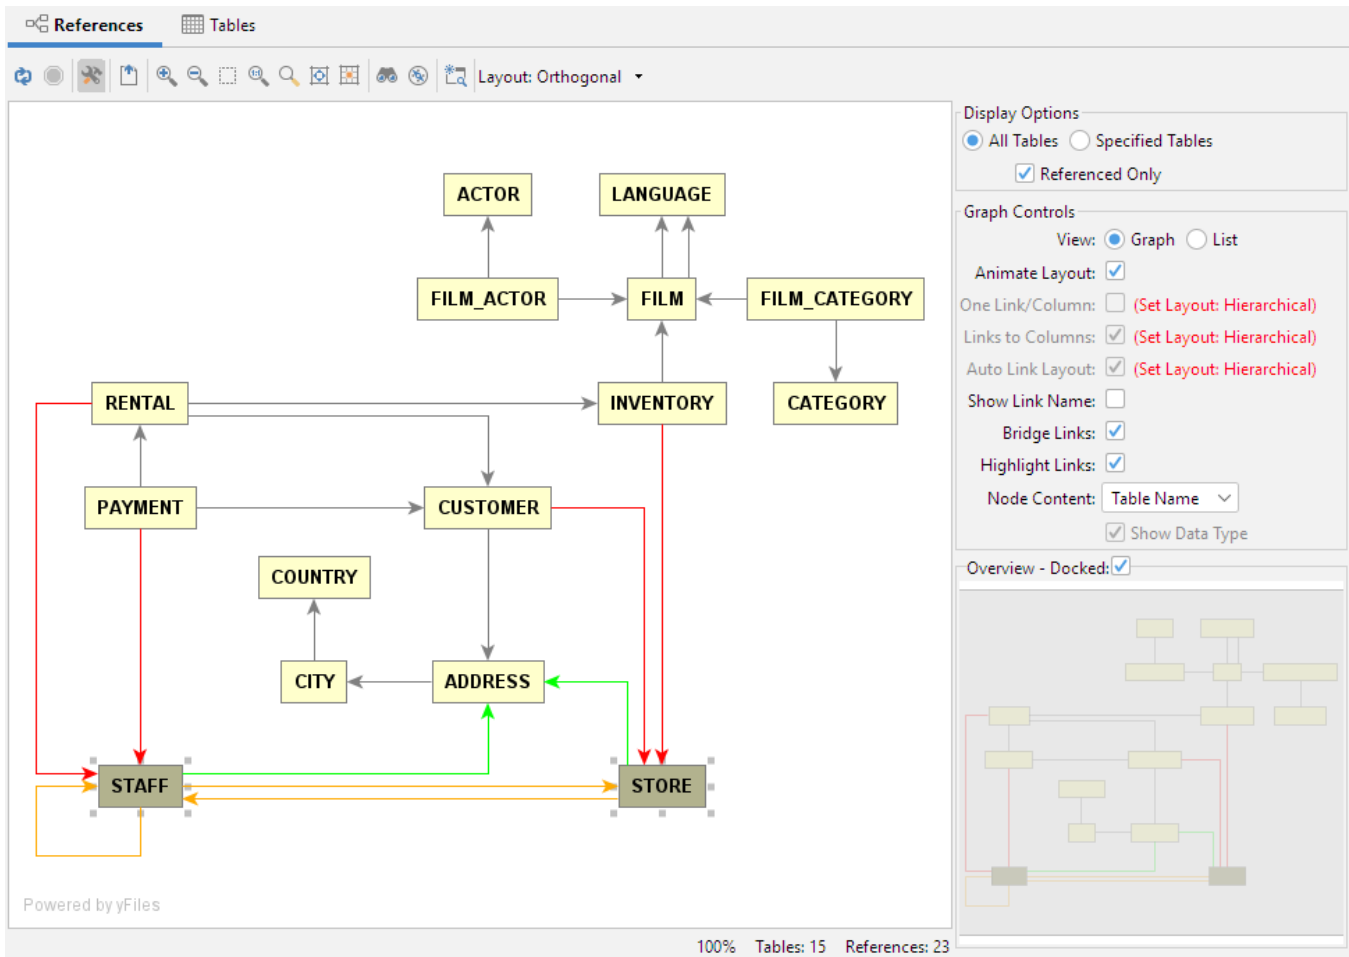 References
Tables
Layout: Orthogonal
ACTOR
LANGUAGE
FILM_ACTOR
FILM
FILM_CATEGORY
RENTAL
INVENTORY
CATEGORY
PAYMENT
CUSTOMER
COUNTRY
CITY
ADDRESS
STAFF
STORE
Powered by yFiles
100% Tables: 15 References: 23
Display Options
All Tables Specified Tables
Referenced Only
Graph Controls
View: Graph List
Animate Layout:
One Link/Column: (Set Layout: Hierarchical)
Links to Columns: (Set Layout: Hierarchical)
Auto Link Layout: (Set Layout: Hierarchical)
Show Link Name:
Bridge Links:
Highlight Links:
Node Content: Table Name
Show Data Type
Overview - Docked: